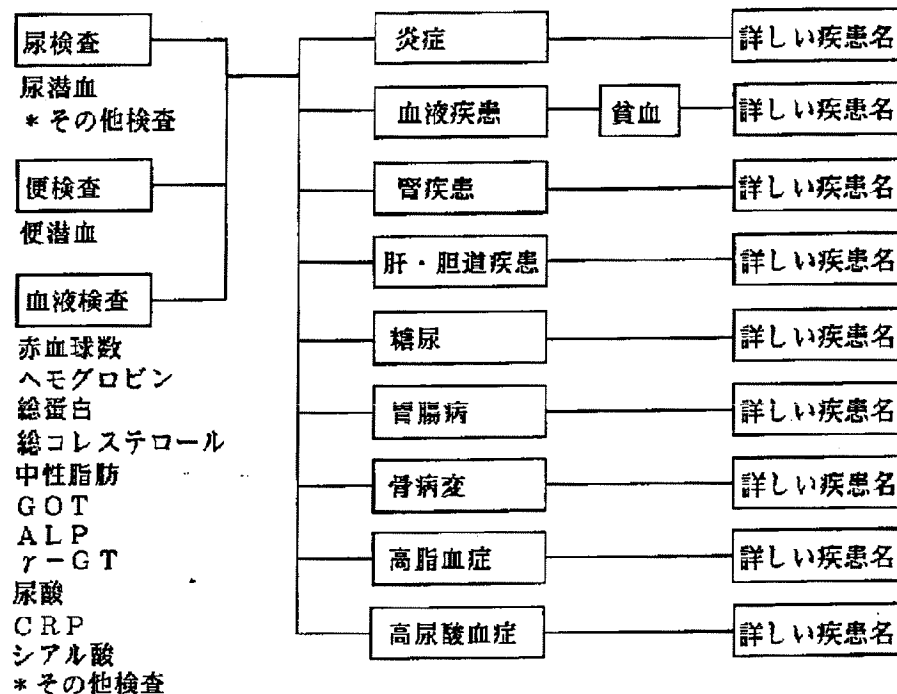 尿検査
尿潜血
＊その他検査
便検査
便潜血
血液検査
赤血球数
ヘモグロビン
総蛋白
総コレステロール
中性脂肪
GOT
ALP
γ-GT
尿酸
CRP
シアル酸
＊その他検査
炎症 詳しい疾患名
血液疾患 貧血 詳しい疾患名
腎疾患 詳しい疾患名
肝・胆道疾患 詳しい疾患名
糖尿 詳しい疾患名
胃腸病 詳しい疾患名
骨病変 詳しい疾患名
高脂血症 詳しい疾患名
高尿酸血症 詳しい疾患名